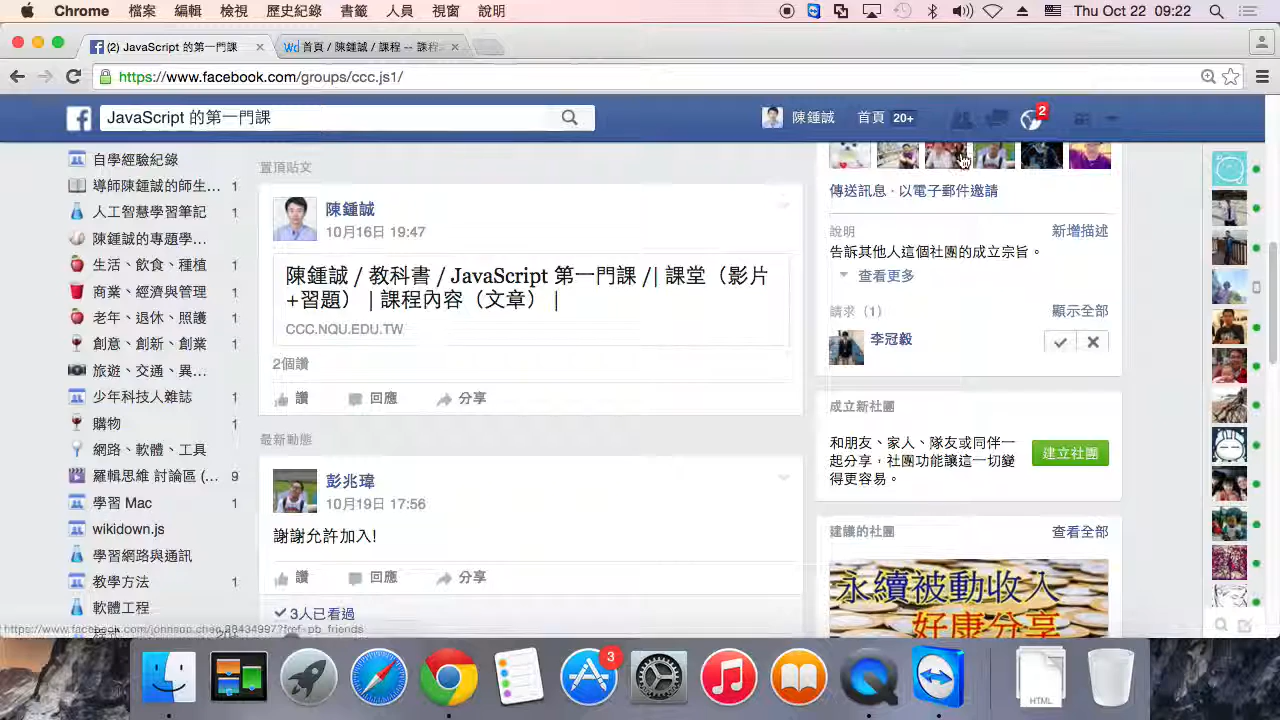 Chrome 檔案 編輯 檢視 歷史紀錄 書籤 人員 視窗 說明 Thu Oct 22 09:22
(2) JavaScript 的第一門課 首頁 / 陳鍾誠 / 課程 -- 課程
https://www.facebook.com/groups/ccc.js1/
JavaScript 的第一門課 陳鍾誠 首頁 20+ 2
自學經驗紀錄
導師陳鍾誠的師生... 1
人工智慧學習筆記 1
陳鍾誠的專題學...
生活、飲食、種植 1
商業、經濟與管理 1
老年、退休、照護 1
創意、創新、創業 1
旅遊、交通、異... 1
少年科技人雜誌 1
購物 1
網路、軟體、工具
羅輯思維 討論區 (... 9
學習 Mac 1
wikidown.js
學習網路與通訊
教學方法 1
軟體工程
置頂貼文
陳鍾誠
10月16日 19:47
陳鍾誠 / 教科書 / JavaScript 第一門課 /| 課堂（影片
+習題） | 課程內容（文章） |
CCC.NQU.EDU.TW
2個讚
讚 回應 分享
最新動態
彭兆瑋
10月19日 17:56
謝謝允許加入!
讚 回應 分享
3人已看過
傳送訊息 · 以電子郵件邀請
說明 新增描述
告訴其他人這個社團的成立宗旨。
查看更多
請求（1） 顯示全部
李冠毅
成立新社團
和朋友、家人、隊友或同伴一
起分享，社團功能讓這一切變
得更容易。
建立社團
建議的社團 查看全部
永續被動收入
好康分享
3
HTML